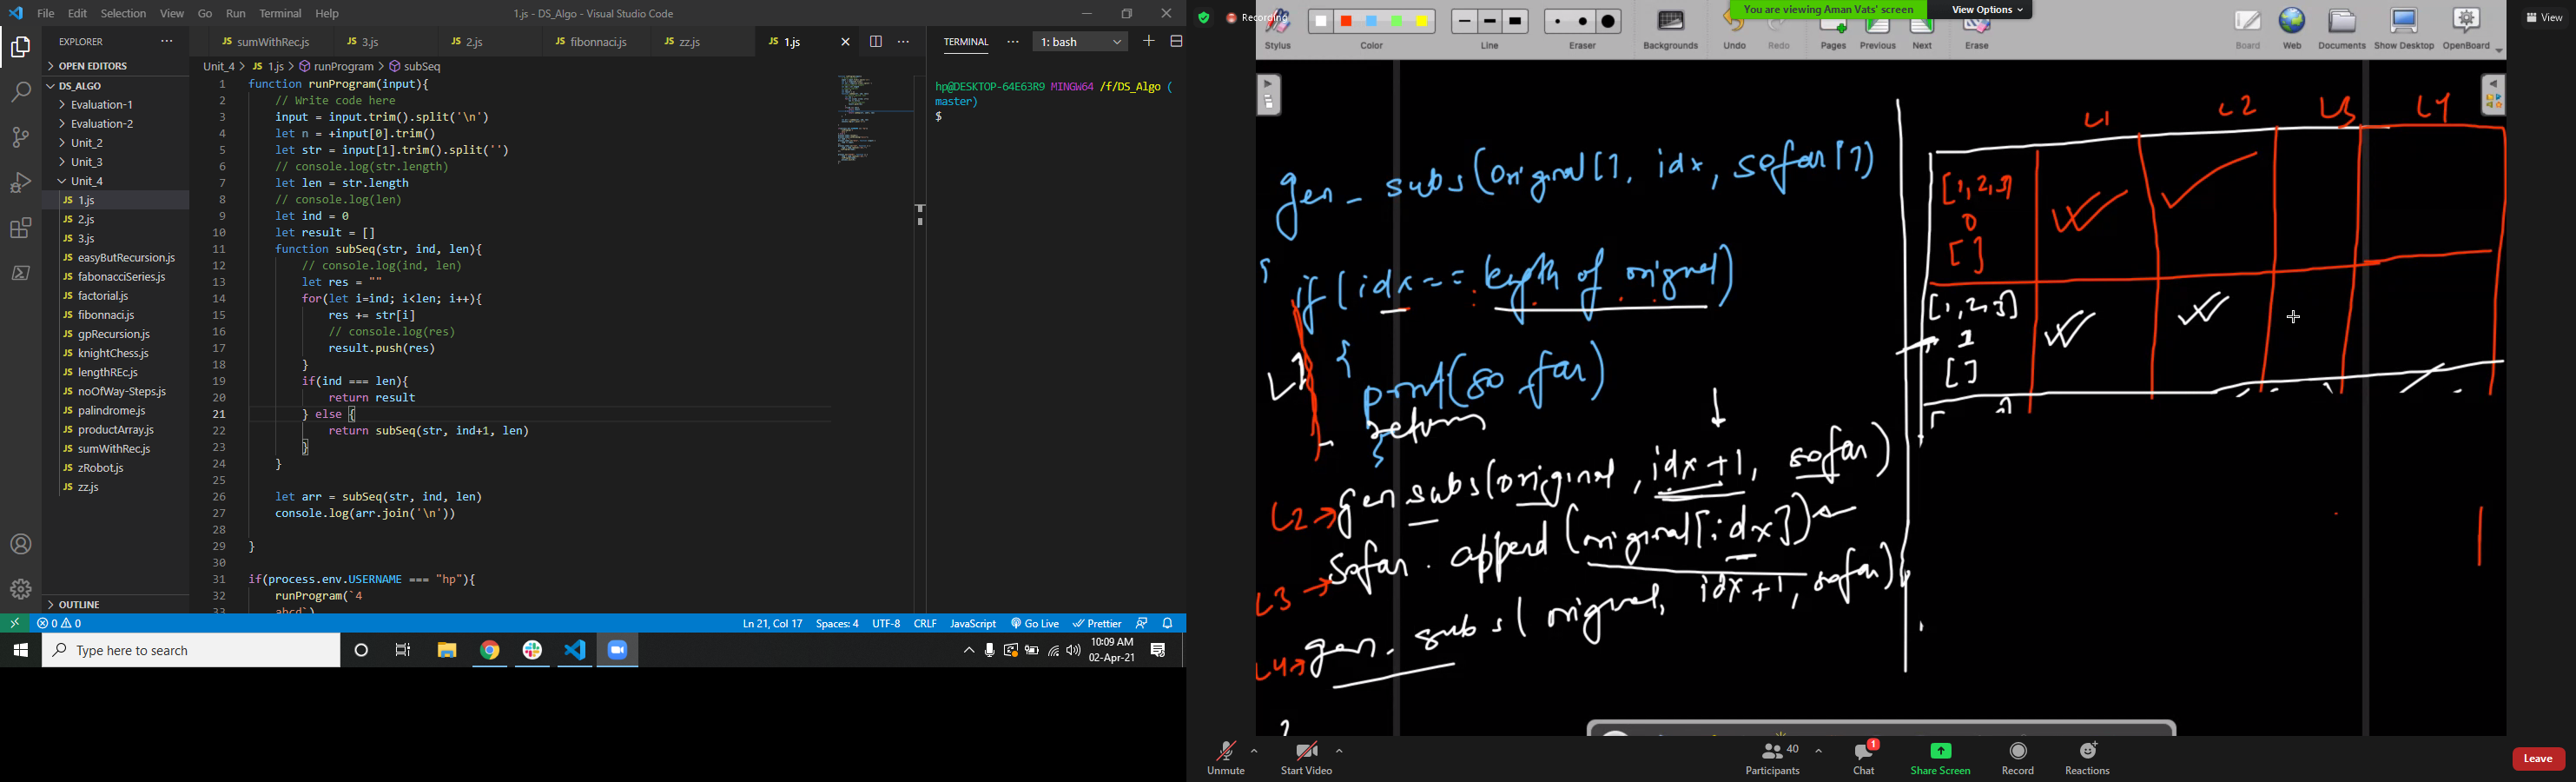 File Edit Selection View Go Run Terminal Help
1.js - DS_Algo - Visual Studio Code
EXPLORER
OPEN EDITORS
DS_ALGO
Evaluation-1
Evaluation-2
Unit_2
Unit_3
Unit_4
JS 1.js
JS 2.js
JS 3.js
JS easyButRecursion.js
JS fabonacciSeries.js
JS factorial.js
JS fibonnaci.js
JS gpRecursion.js
JS knightChess.js
JS lengthREc.js
JS noOfWay-Steps.js
JS palindrome.js
JS productArray.js
JS sumWithRec.js
JS zRobot.js
JS zz.js
OUTLINE
JS sumWithRec.js JS 3.js JS 2.js JS fibonnaci.js JS zz.js JS 1.js
Unit_4 > JS 1.js > runProgram > subSeq
1 function runProgram(input){
2 // Write code here
3 input = input.trim().split('\n')
4 let n = +input[0].trim()
5 let str = input[1].trim().split('')
6 // console.log(str.length)
7 let len = str.length
8 // console.log(len)
9 let ind = 0
10 let result = []
11 function subSeq(str, ind, len){
12 // console.log(ind, len)
13 let res = ""
14 for(let i=ind; i<len; i++){
15 res += str[i]
16 // console.log(res)
17 result.push(res)
18 }
19 if(ind === len){
20 return result
21 } else {
22 return subSeq(str, ind+1, len)
23 }
24 }
25
26 let arr = subSeq(str, ind, len)
27 console.log(arr.join('\n'))
28
29 }
30
31 if(process.env.USERNAME === "hp"){
32 runProgram(`4
33 abcd`)
TERMINAL 1: bash
hp@DESKTOP-64E63R9 MINGW64 /f/DS_Algo (
master)
$
0 0 Ln 21, Col 17 Spaces: 4 UTF-8 CRLF JavaScript Go Live Prettier
Type here to search
10:09 AM
02-Apr-21
Recording
You are viewing Aman Vats' screen View Options
View
Stylus Color Line Eraser Backgrounds Undo Redo Pages Previous Next Erase Board Web Documents Show Desktop OpenBoard
gen_subs(original[], idx, sofar[])
{
if (idx == length of original)
L1 {
print(so far)
return
}
L2 → gen subs(original, idx+1, sofar)
L3 → sofar.append(original[idx])
L4 → gen_subs(original, idx+1, sofar)
L1 L2 L3 L4
[1,2,3]
0
[]
[1,2,3]
1
[]
Unmute Start Video Participants 40 Chat 1 Share Screen Record Reactions Leave